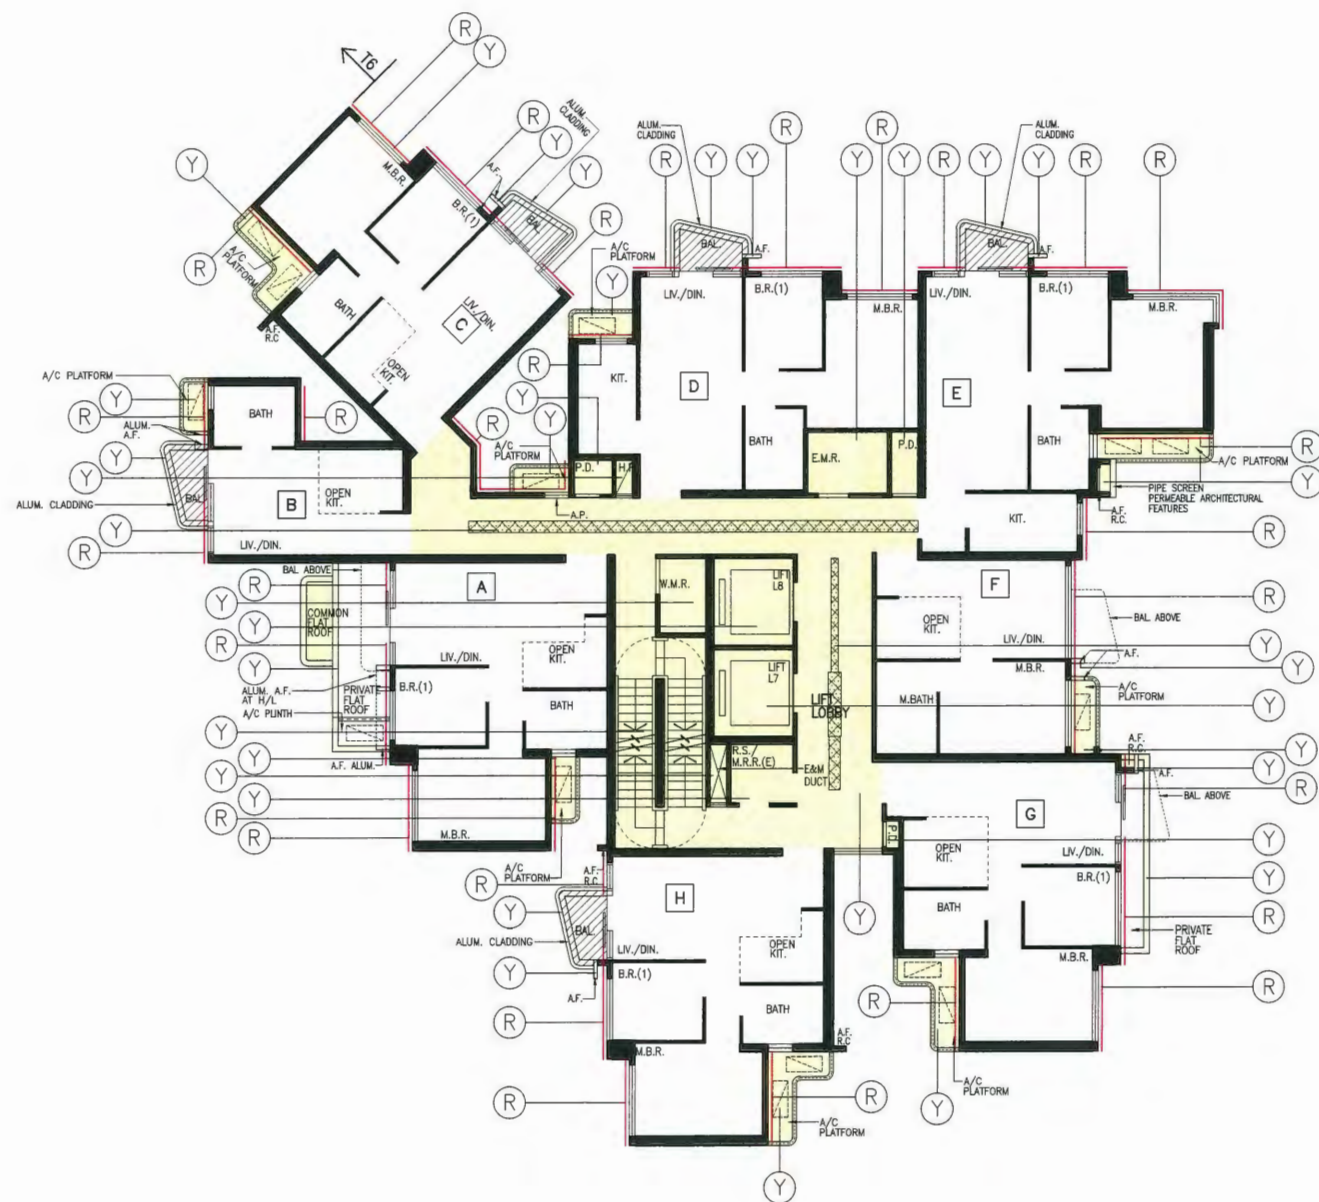 R
T6
Y
R
ALUM.
CLADDING
Y
Y
A.F.
Y
M.B.R.
B.R.(1)
BAL.
R
A/C
PLATFORM
R
BATH
LIV./DIN.
C
OPEN
KIT.
A.F.
R.C
ALUM.
CLADDING
R
Y
Y
R
R
Y
Y
BAL.
A.F.
A/C
PLATFORM
Y
LIV./DIN.
B.R.(1)
M.B.R.
R
KIT.
D
BATH
Y
Y
R
A/C
PLATFORM
P.D.
H.R.
E.M.R.
P.D.
A.P.
ALUM.
CLADDING
R
Y
Y
R
R
BAL.
A.F.
LIV./DIN.
B.R.(1)
M.B.R.
E
BATH
R
A/C
PLATFORM
Y
PIPE SCREEN
PERMEABLE ARCHITECTURAL
FEATURES
A.F.
R.C.
KIT.
R
A/C PLATFORM
Y
R
ALUM.
A.F.
Y
Y
ALUM. CLADDING
Y
R
BATH
R
BAL.
B
OPEN
KIT.
LIV./DIN.
BAL ABOVE
R
A
COMMON
FLAT
ROOF
Y
Y
R
Y
ALUM. A.F.
AT H/L
A/C PLINTH
PRIVATE
FLAT
ROOF
LIV./DIN.
B.R.(1)
OPEN
KIT.
BATH
Y
Y
Y
Y
R
R
A.F. ALUM.
M.B.R.
A/C
PLATFORM
W.M.R.
LIFT
L8
LIFT
L7
LIFT
LOBBY
R.S./
M.R.R.(E)
E&M
DUCT
F
OPEN
KIT.
LIV./DIN.
M.B.R.
M.BATH
R
BAL. ABOVE
Y
A.F.
Y
A/C
PLATFORM
Y
Y
A.F.
R.C.
A.F.
Y
R
BAL. ABOVE
G
P.D.
OPEN
KIT.
LIV./DIN.
B.R.(1)
BATH
M.B.R.
Y
Y
R
PRIVATE
FLAT
ROOF
R
R
A/C
PLATFORM
Y
Y
A.F.
R.C
R
Y
ALUM. CLADDING
Y
A.F.
BAL.
H
LIV./DIN.
OPEN
KIT.
B.R.(1)
BATH
R
M.B.R.
A.F.
R.C
R
R
A/C
PLATFORM
Y